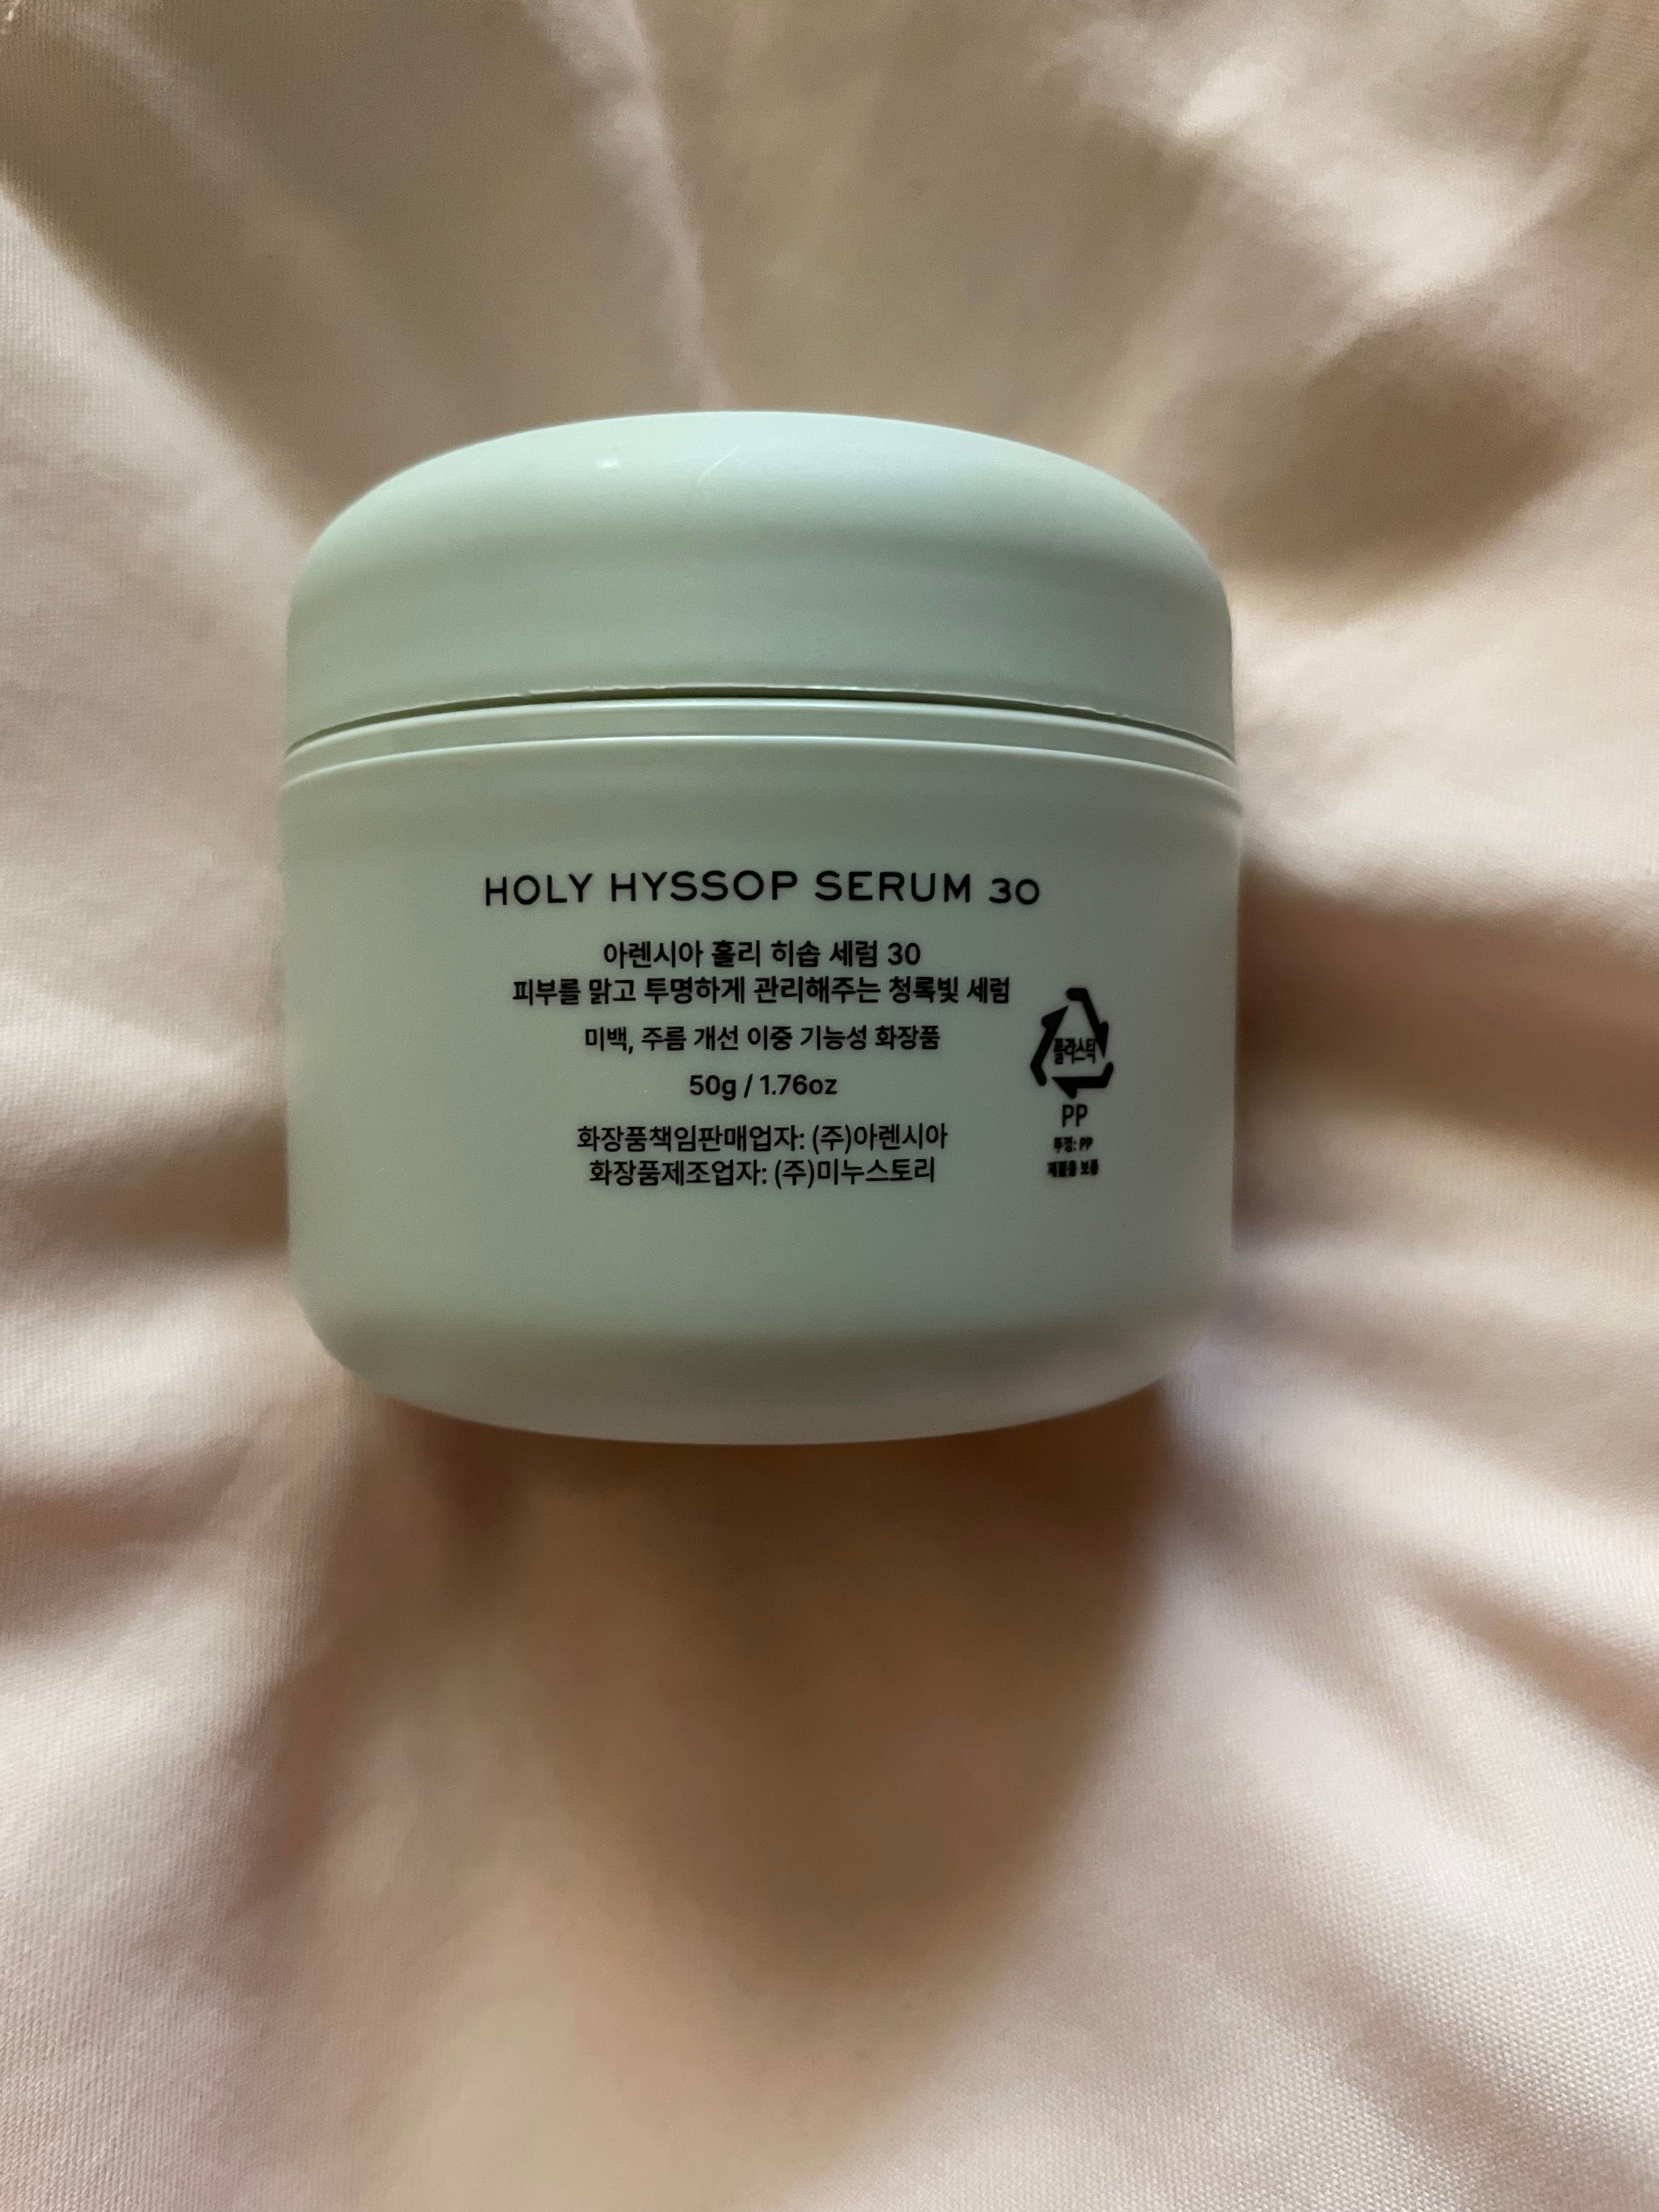 HOLY HYSSOP SERUM 30
아렌시아 홀리 히솝 세럼 30
피부를 맑고 투명하게 관리해주는 청록빛 세럼
미백, 주름 개선 이중 기능성 화장품
50g / 1.76oz
화장품책임판매업자: (주)아렌시아
화장품제조업자: (주)미누스토리
플라스틱
PP
뚜껑: PP